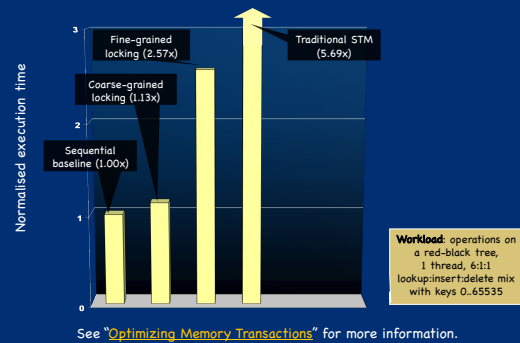 3
Fine-grained
locking (2.57x)
Traditional STM
(5.69x)
Coarse-grained
locking (1.13x)
2
Sequential
baseline (1.00x)
Normalised execution time
1
0
Workload: operations on
a red-black tree,
1 thread, 6:1:1
lookup:insert:delete mix
with keys 0..65535
See “Optimizing Memory Transactions” for more information.